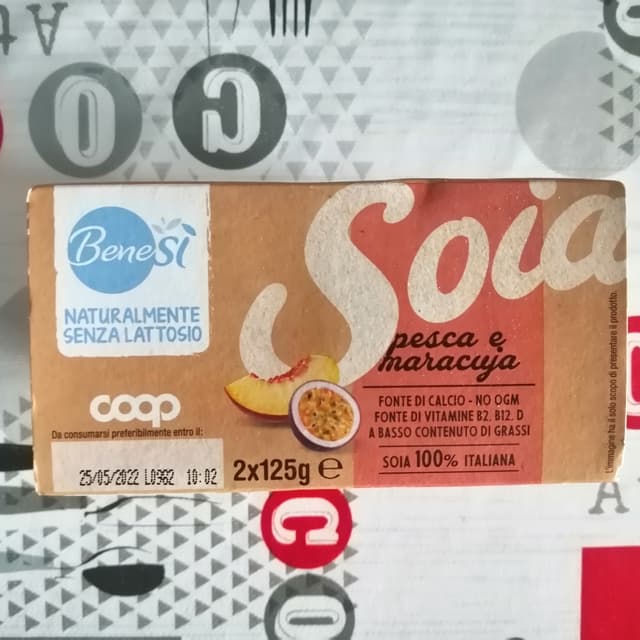 BeneSì
NATURALMENTE
SENZA LATTOSIO
Soia
pesca e
maracuja
FONTE DI CALCIO - NO OGM
FONTE DI VITAMINE B2, B12, D
A BASSO CONTENUTO DI GRASSI
SOIA 100% ITALIANA
coop
Da consumarsi preferibilmente entro il:
25/05/2022 L0982 10:02
2x125g e
L'immagine ha il solo scopo di presentare il prodotto.